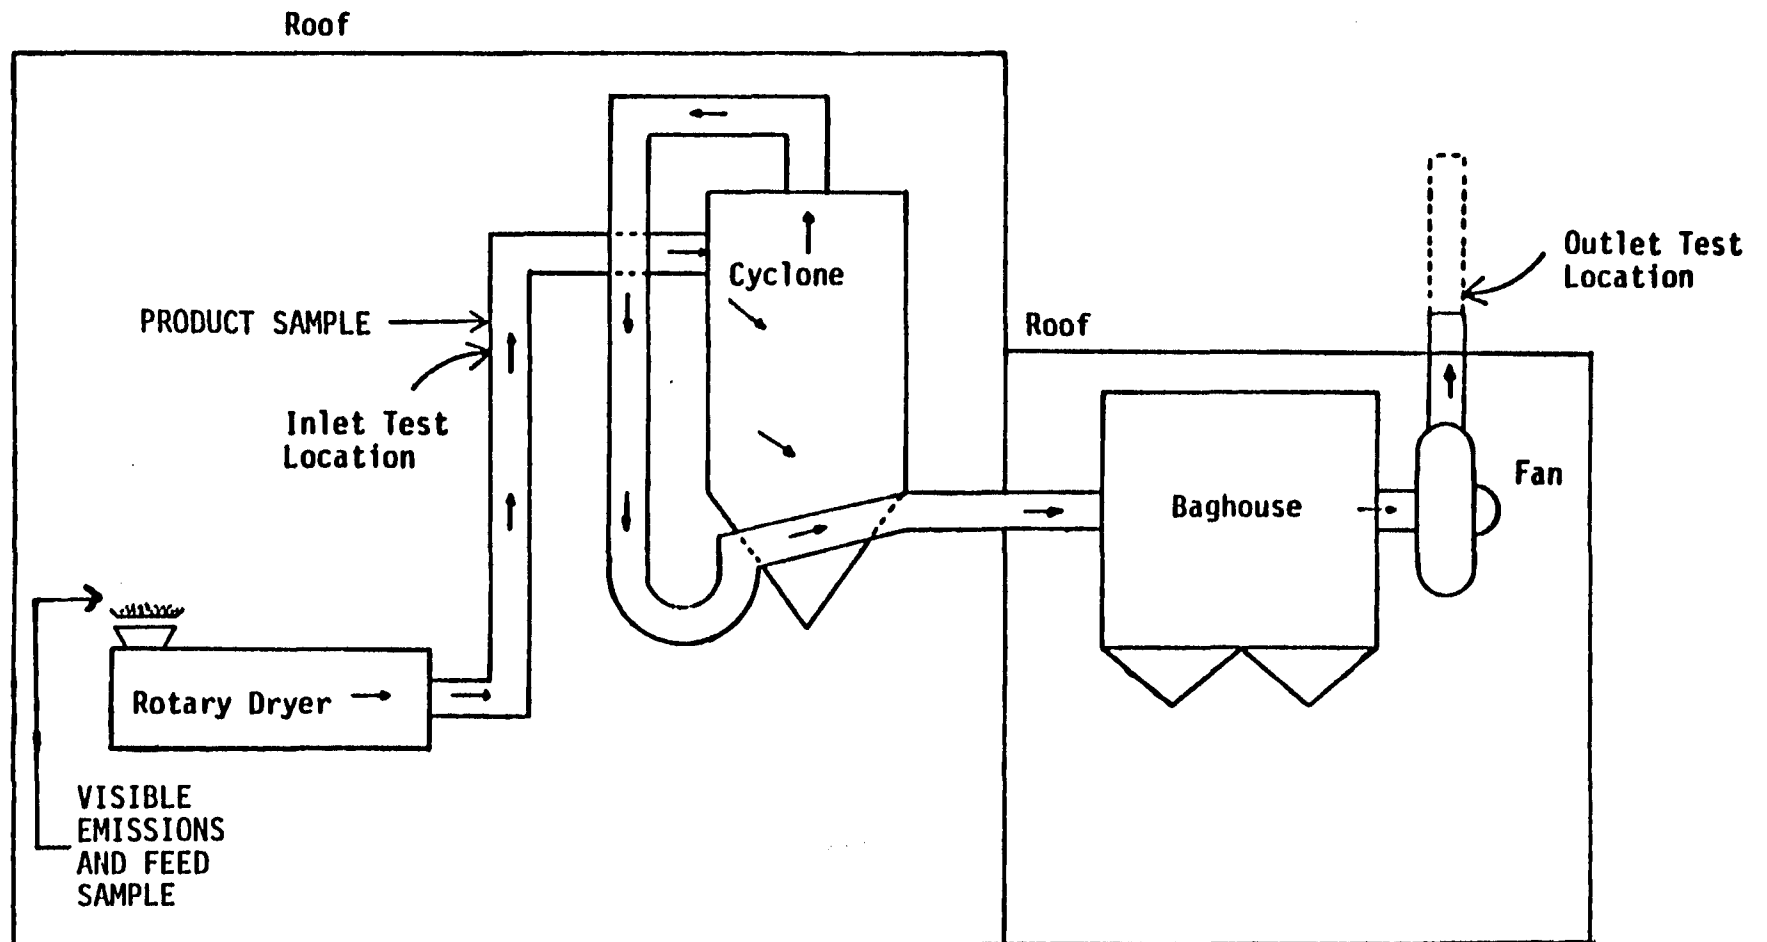 Roof
Outlet Test
Location
Cyclone
PRODUCT SAMPLE
Roof
Inlet Test
Location
Fan
Baghouse
Rotary Dryer
VISIBLE
EMISSIONS
AND FEED
SAMPLE